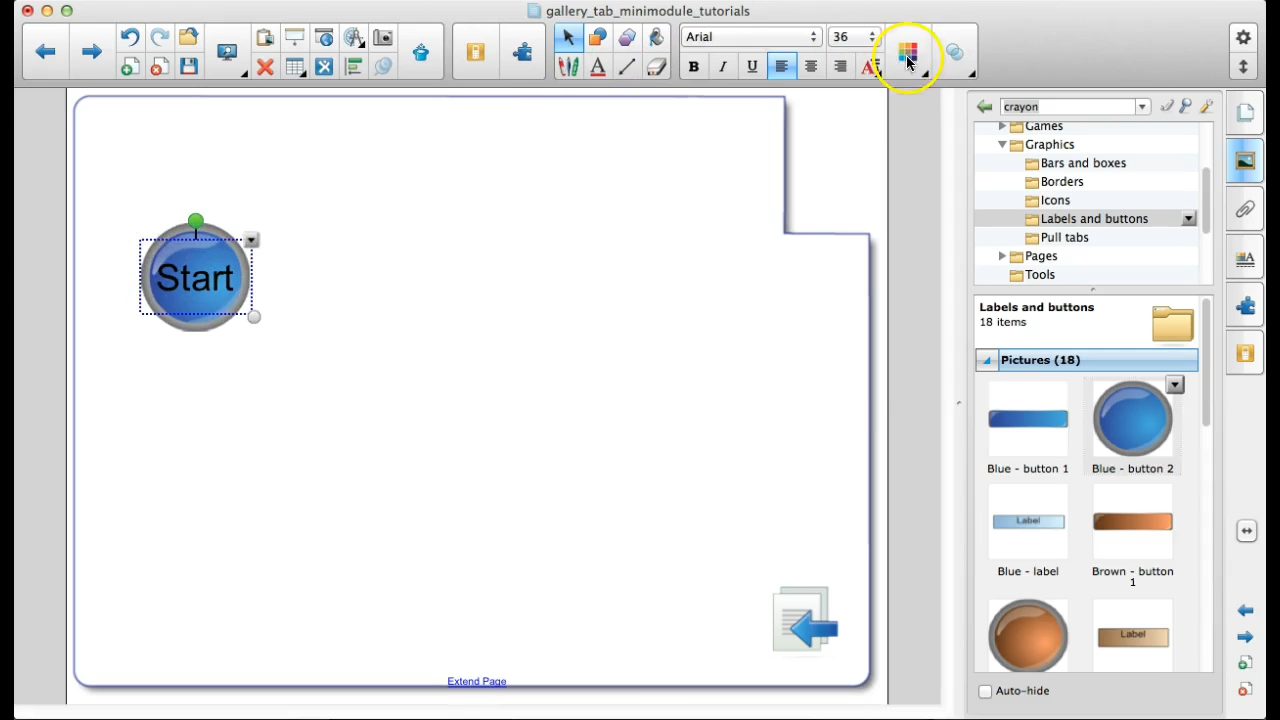 gallery_tab_minimodule_tutorials
Arial
36
B I U
crayon
Games
Graphics
Bars and boxes
Borders
Icons
Labels and buttons
Pull tabs
Pages
Tools
Start
Labels and buttons
18 items
Pictures (18)
Blue - button 1
Blue - button 2
Label
Blue - label
Brown - button
1
Label
Extend Page
Auto-hide